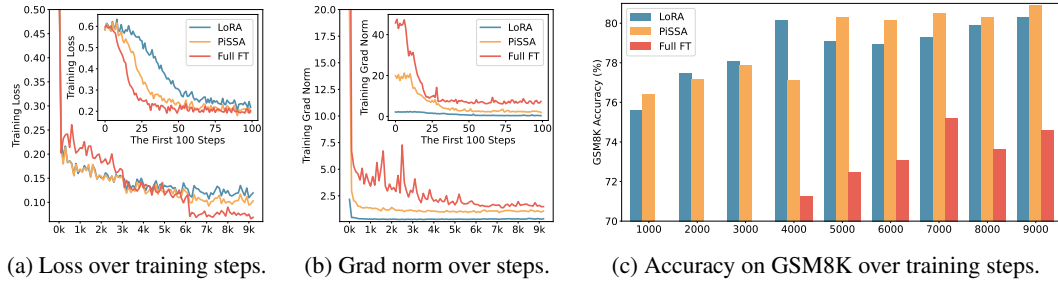 0.50
0.45
0.40
0.35
0.30
0.25
0.20
0.15
0.10
Training Loss
0k 1k 2k 3k 4k 5k 6k 7k 8k 9k
0.6
0.5
0.4
0.3
0.2
Training Loss
0 25 50 75 100
The First 100 Steps
LoRA
PiSSA
Full FT
(a) Loss over training steps.
20.0
17.5
15.0
12.5
10.0
7.5
5.0
2.5
Training Grad Norm
0k 1k 2k 3k 4k 5k 6k 7k 8k 9k
40
20
0
Training Grad Norm
0 25 50 75 100
The First 100 Steps
LoRA
PiSSA
Full FT
(b) Grad norm over steps.
82
80
78
76
74
72
70
GSM8K Accuracy (%)
LoRA
PiSSA
Full FT
1000 2000 3000 4000 5000 6000 7000 8000 9000
(c) Accuracy on GSM8K over training steps.